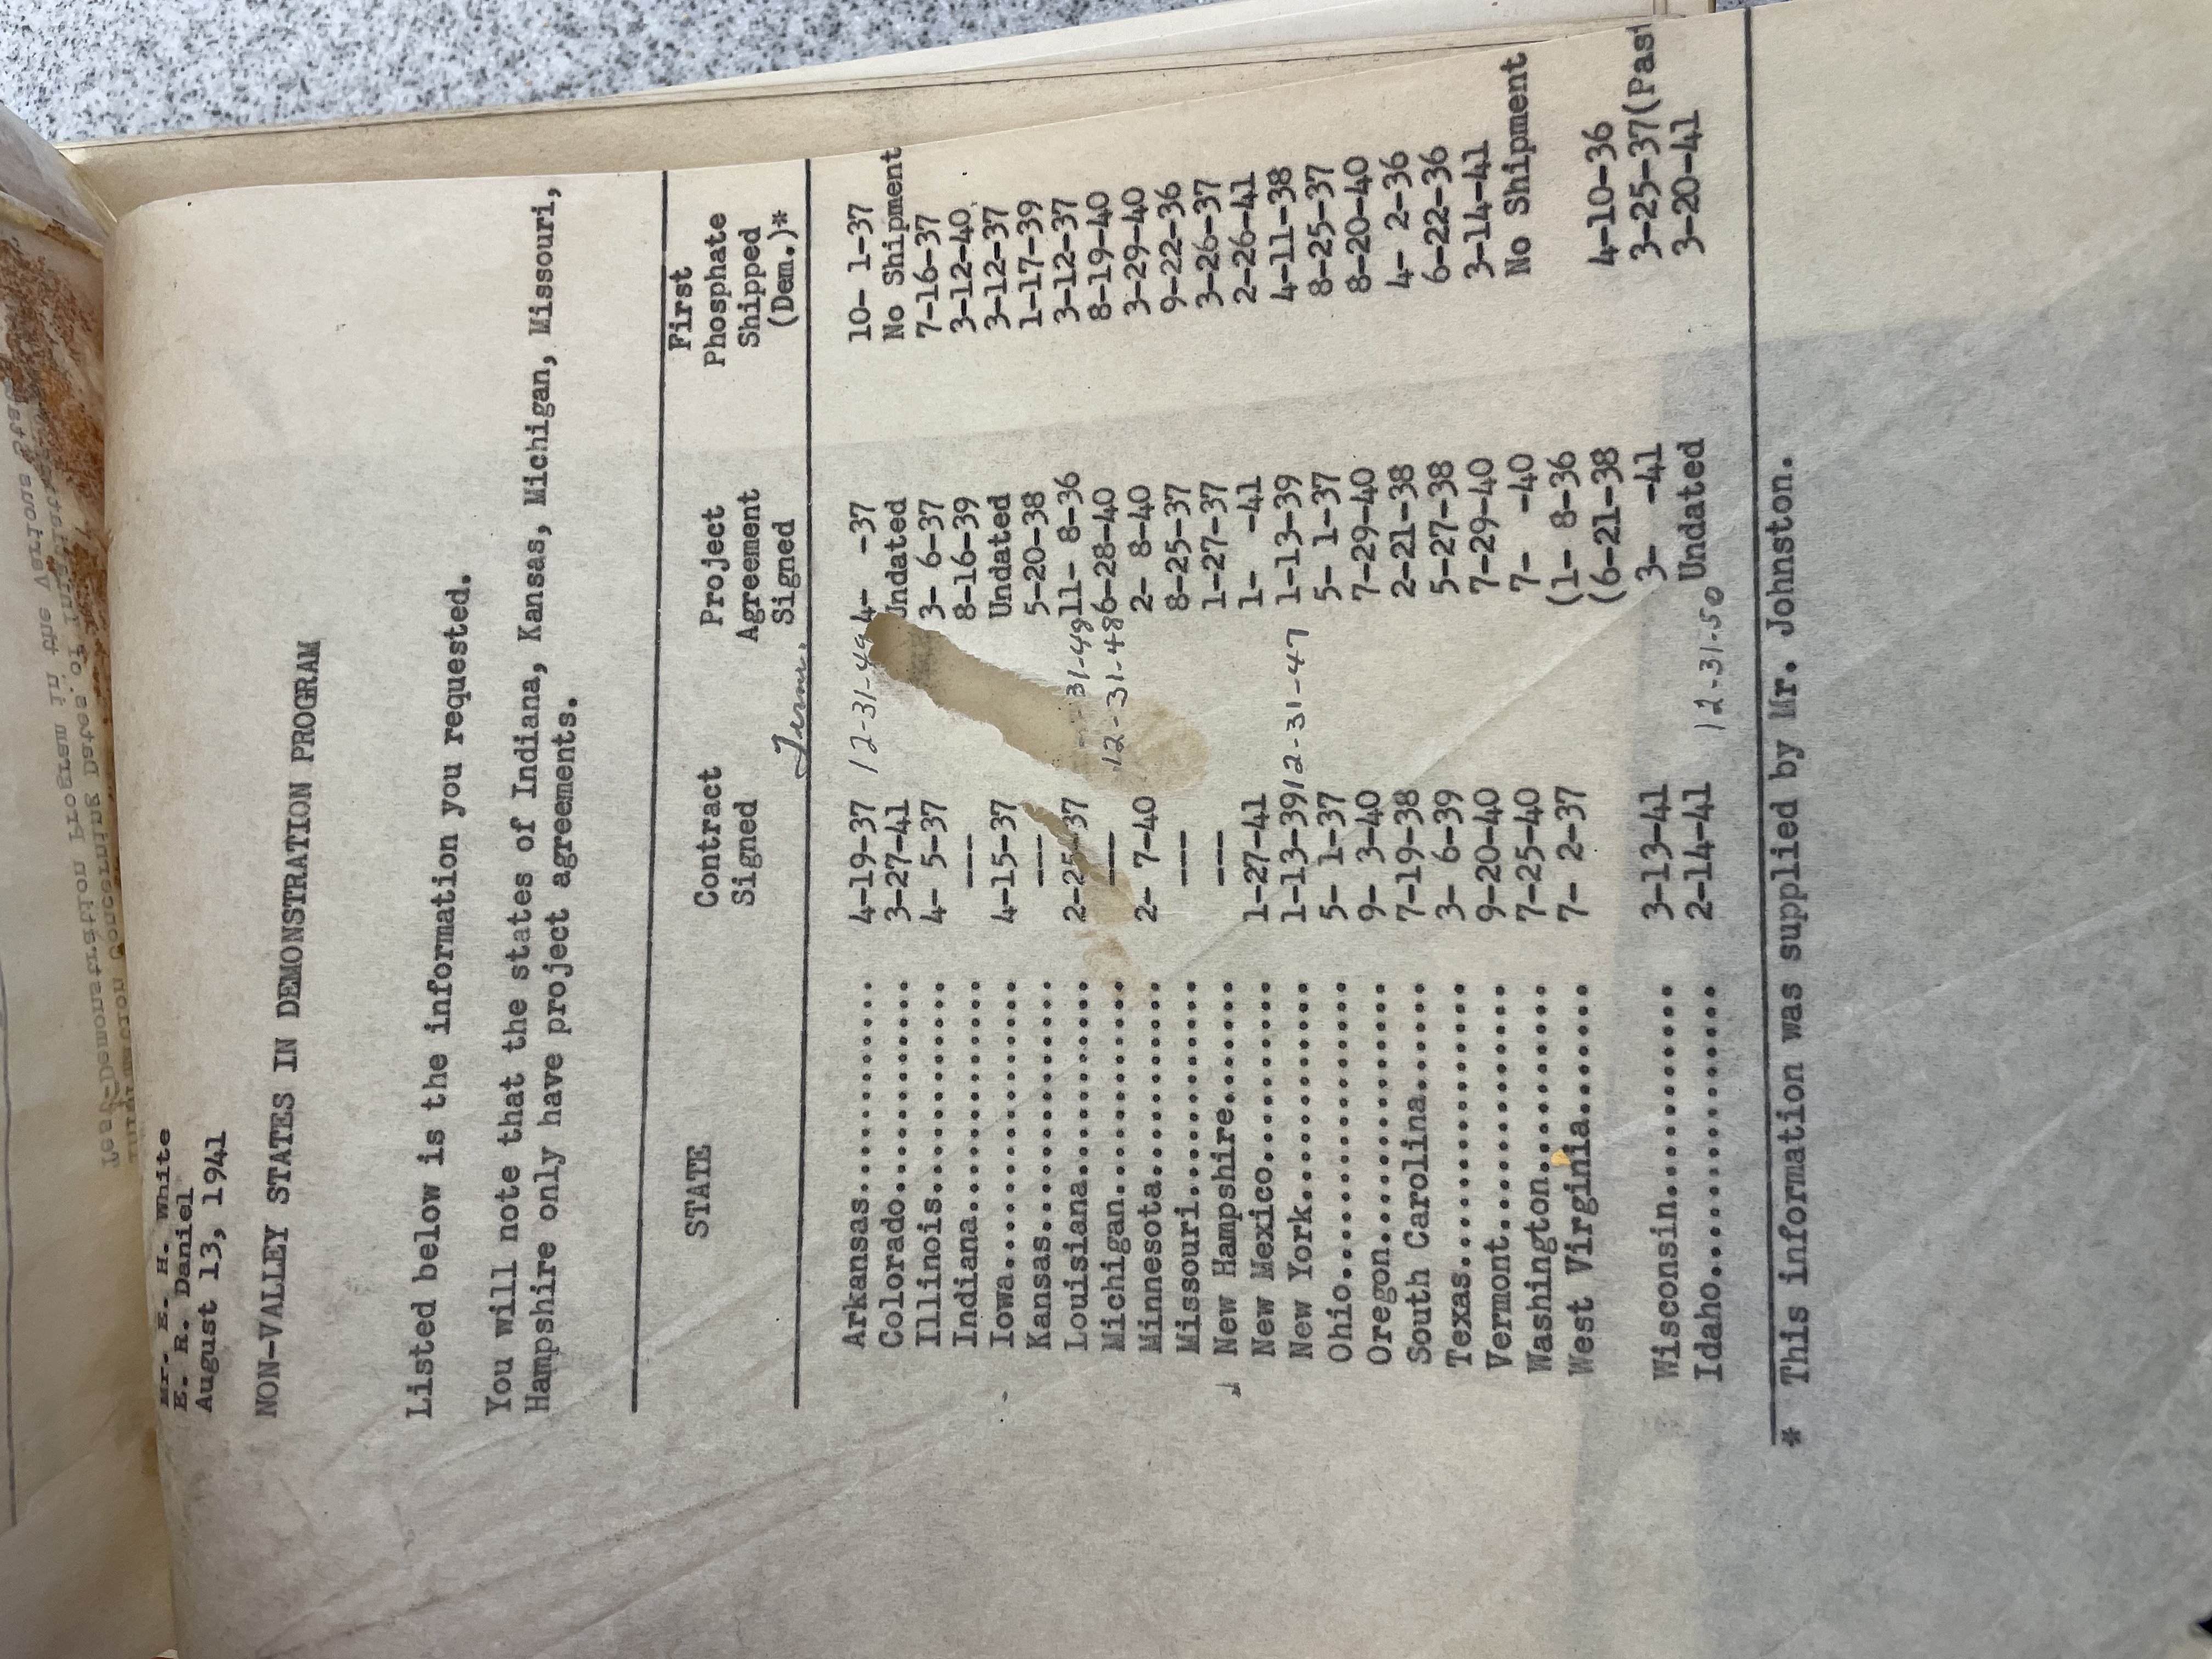 Mr. E. H. White
E. R. Daniel
August 13, 1941
NON-VALLEY STATES IN DEMONSTRATION PROGRAM
Listed below is the information you requested.
You will note that the states of Indiana, Kansas, Michigan, Missouri,
Hampshire only have project agreements.
First
STATE Contract Project Phosphate
Signed Agreement Shipped
Term. Signed (Dem.)*
Arkansas............ 4-19-37 12-31-49 4- -37 10- 1-37
Colorado............ 3-27-41 Undated No Shipment
Illinois............ 4- 5-37 3- 6-37 7-16-37
Indiana............. --- 8-16-39 3-12-40
Iowa................ 4-15-37 Undated 3-12-37
Kansas.............. --- 5-20-38 1-17-39
Louisiana........... 2-25-37 -31-49 11- 8-36 3-12-37
Michigan............ --- 12-31-48 6-28-40 8-19-40
Minnesota........... 2- 7-40 2- 8-40 3-29-40
Missouri............ --- 8-25-37 9-22-36
New Hampshire....... --- 1-27-37 3-26-37
New Mexico.......... 1-27-41 1- -41 2-26-41
New York............ 1-13-39 12-31-47 1-13-39 4-11-38
Ohio................ 5- 1-37 5- 1-37 8-25-37
Oregon.............. 9- 3-40 7-29-40 8-20-40
South Carolina...... 7-19-38 2-21-38 4- 2-36
Texas............... 3- 6-39 5-27-38 6-22-36
Vermont............. 9-20-40 7-29-40 3-14-41
Washington.......... 7-25-40 7- -40 No Shipment
West Virginia....... 7- 2-37 (1- 8-36
(6-21-38 4-10-36
Wisconsin........... 3-13-41 3- -41 3-25-37(Past
Idaho............... 2-14-41 12-31-50 Undated 3-20-41
* This information was supplied by Mr. Johnston.